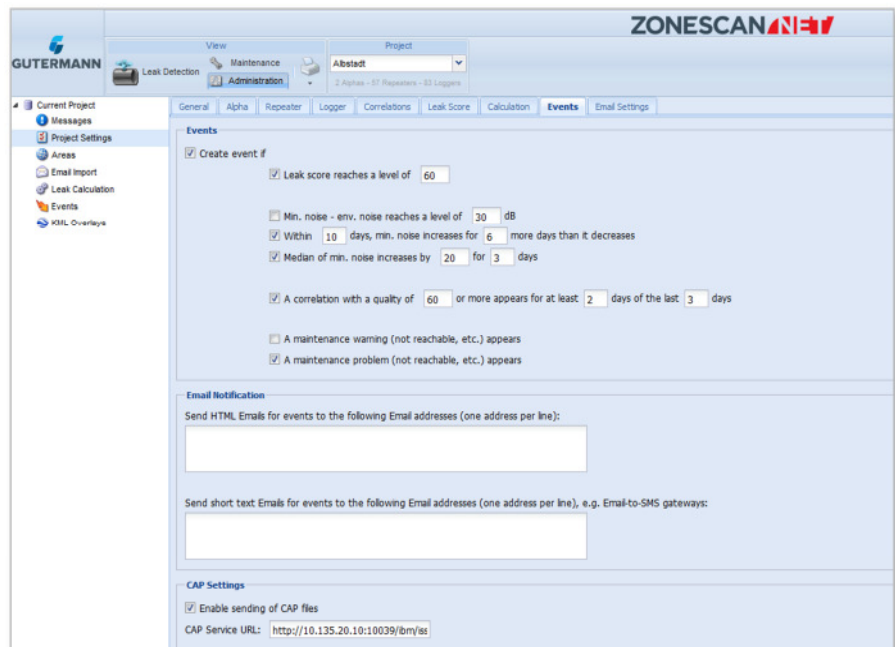 ZONESCAN.NET
GUTERMANN
View
Project
Leak Detection
Maintenance
Administration
Albstadt
2 Alphas - 57 Repeaters - 83 Loggers
Current Project
Messages
Project Settings
Areas
Email Import
Leak Calculation
Events
KML Overlays
General Alpha Repeater Logger Correlations Leak Score Calculation Events Email Settings
Events
Create event if
Leak score reaches a level of 60
Min. noise - env. noise reaches a level of 30 dB
Within 10 days, min. noise increases for 6 more days than it decreases
Median of min. noise increases by 20 for 3 days
A correlation with a quality of 60 or more appears for at least 2 days of the last 3 days
A maintenance warning (not reachable, etc.) appears
A maintenance problem (not reachable, etc.) appears
Email Notification
Send HTML Emails for events to the following Email addresses (one address per line):
Send short text Emails for events to the following Email addresses (one address per line), e.g. Email-to-SMS gateways:
CAP Settings
Enable sending of CAP files
CAP Service URL: http://10.135.20.10:10039/ibm/iss